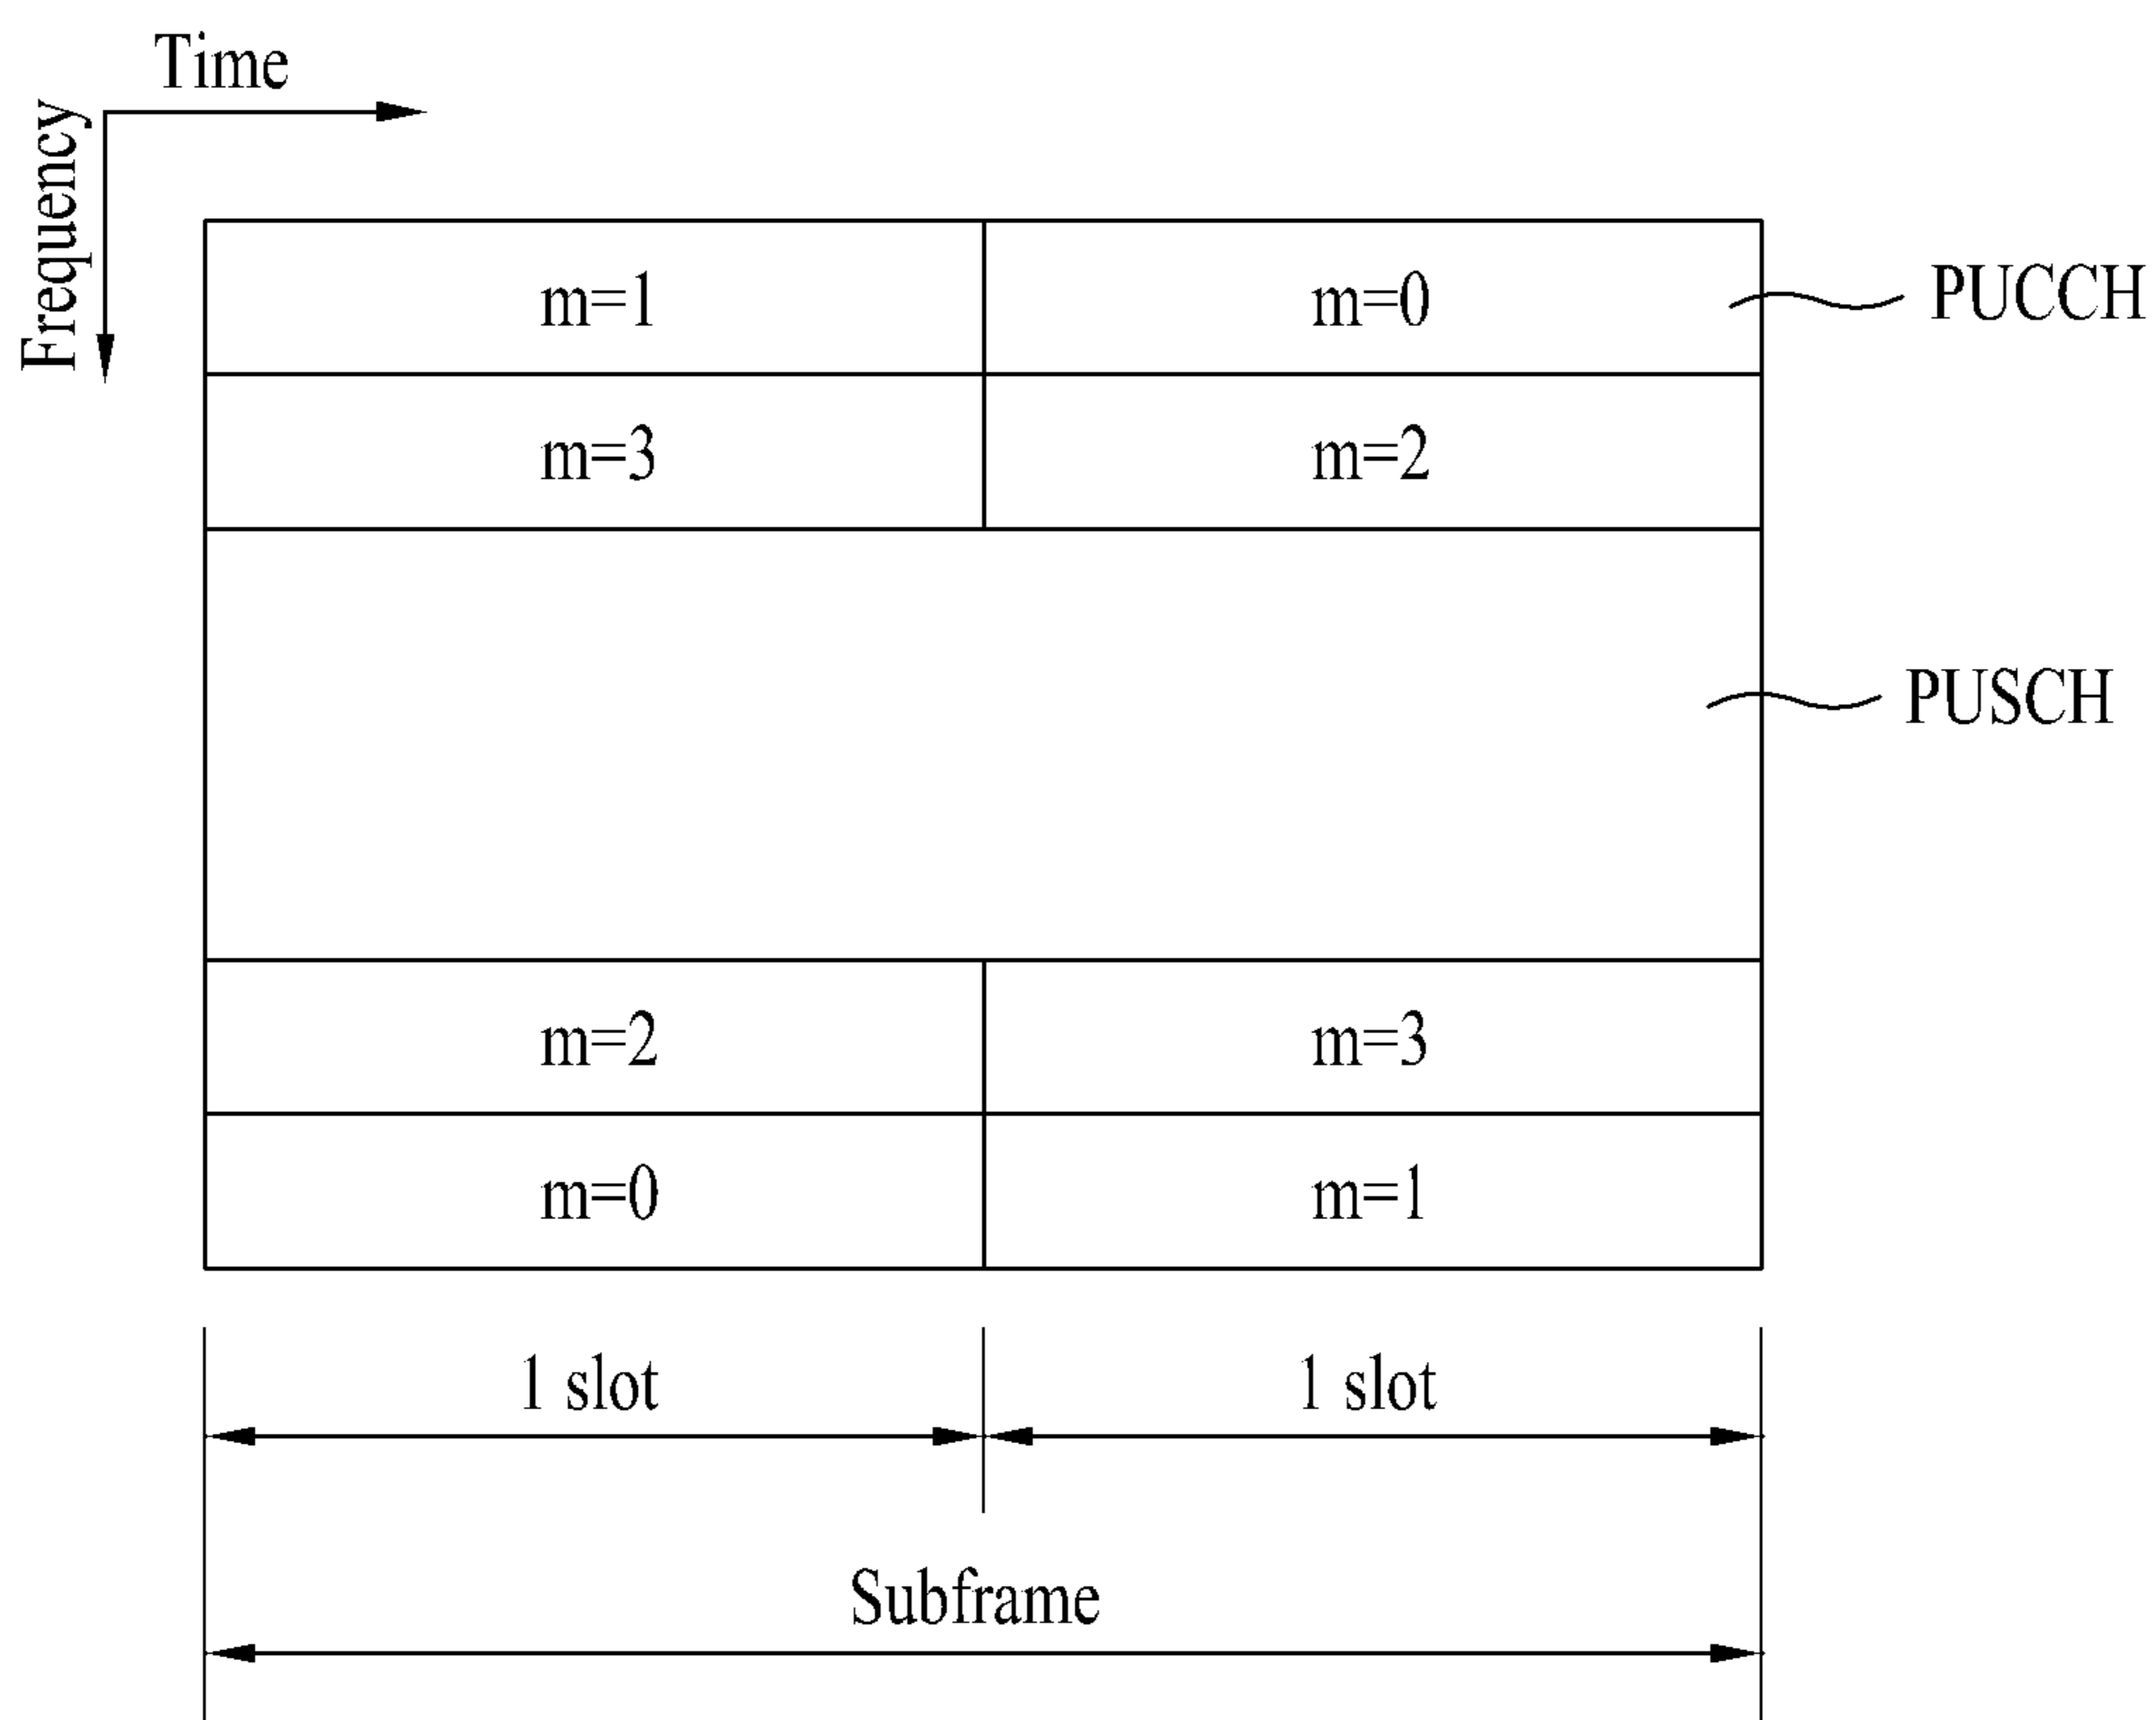 Time
Frequency
m=1
m=0
PUCCH
m=3
m=2
PUSCH
m=2
m=3
m=0
m=1
1 slot
1 slot
Subframe